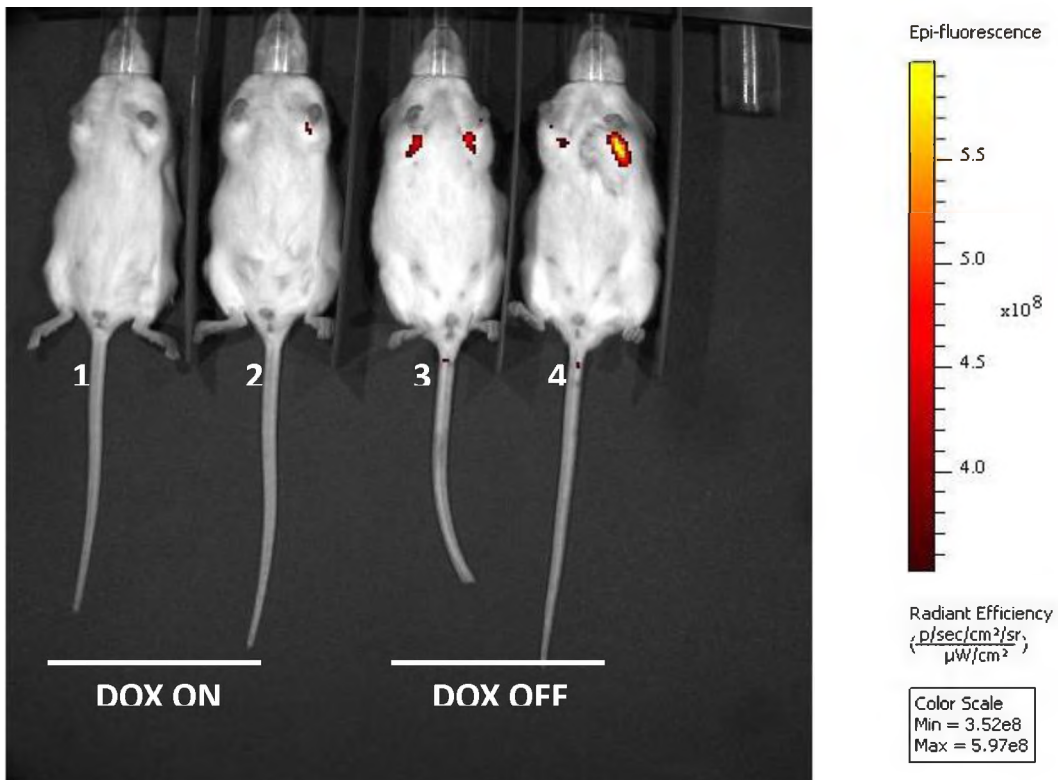 1
2
3
4
DOX ON
DOX OFF
Epi-fluorescence
5.5
5.0
x10⁸
4.5
4.0
Radiant Efficiency
(p/sec/cm²/sr)
µW/cm²
Color Scale
Min = 3.52e8
Max = 5.97e8